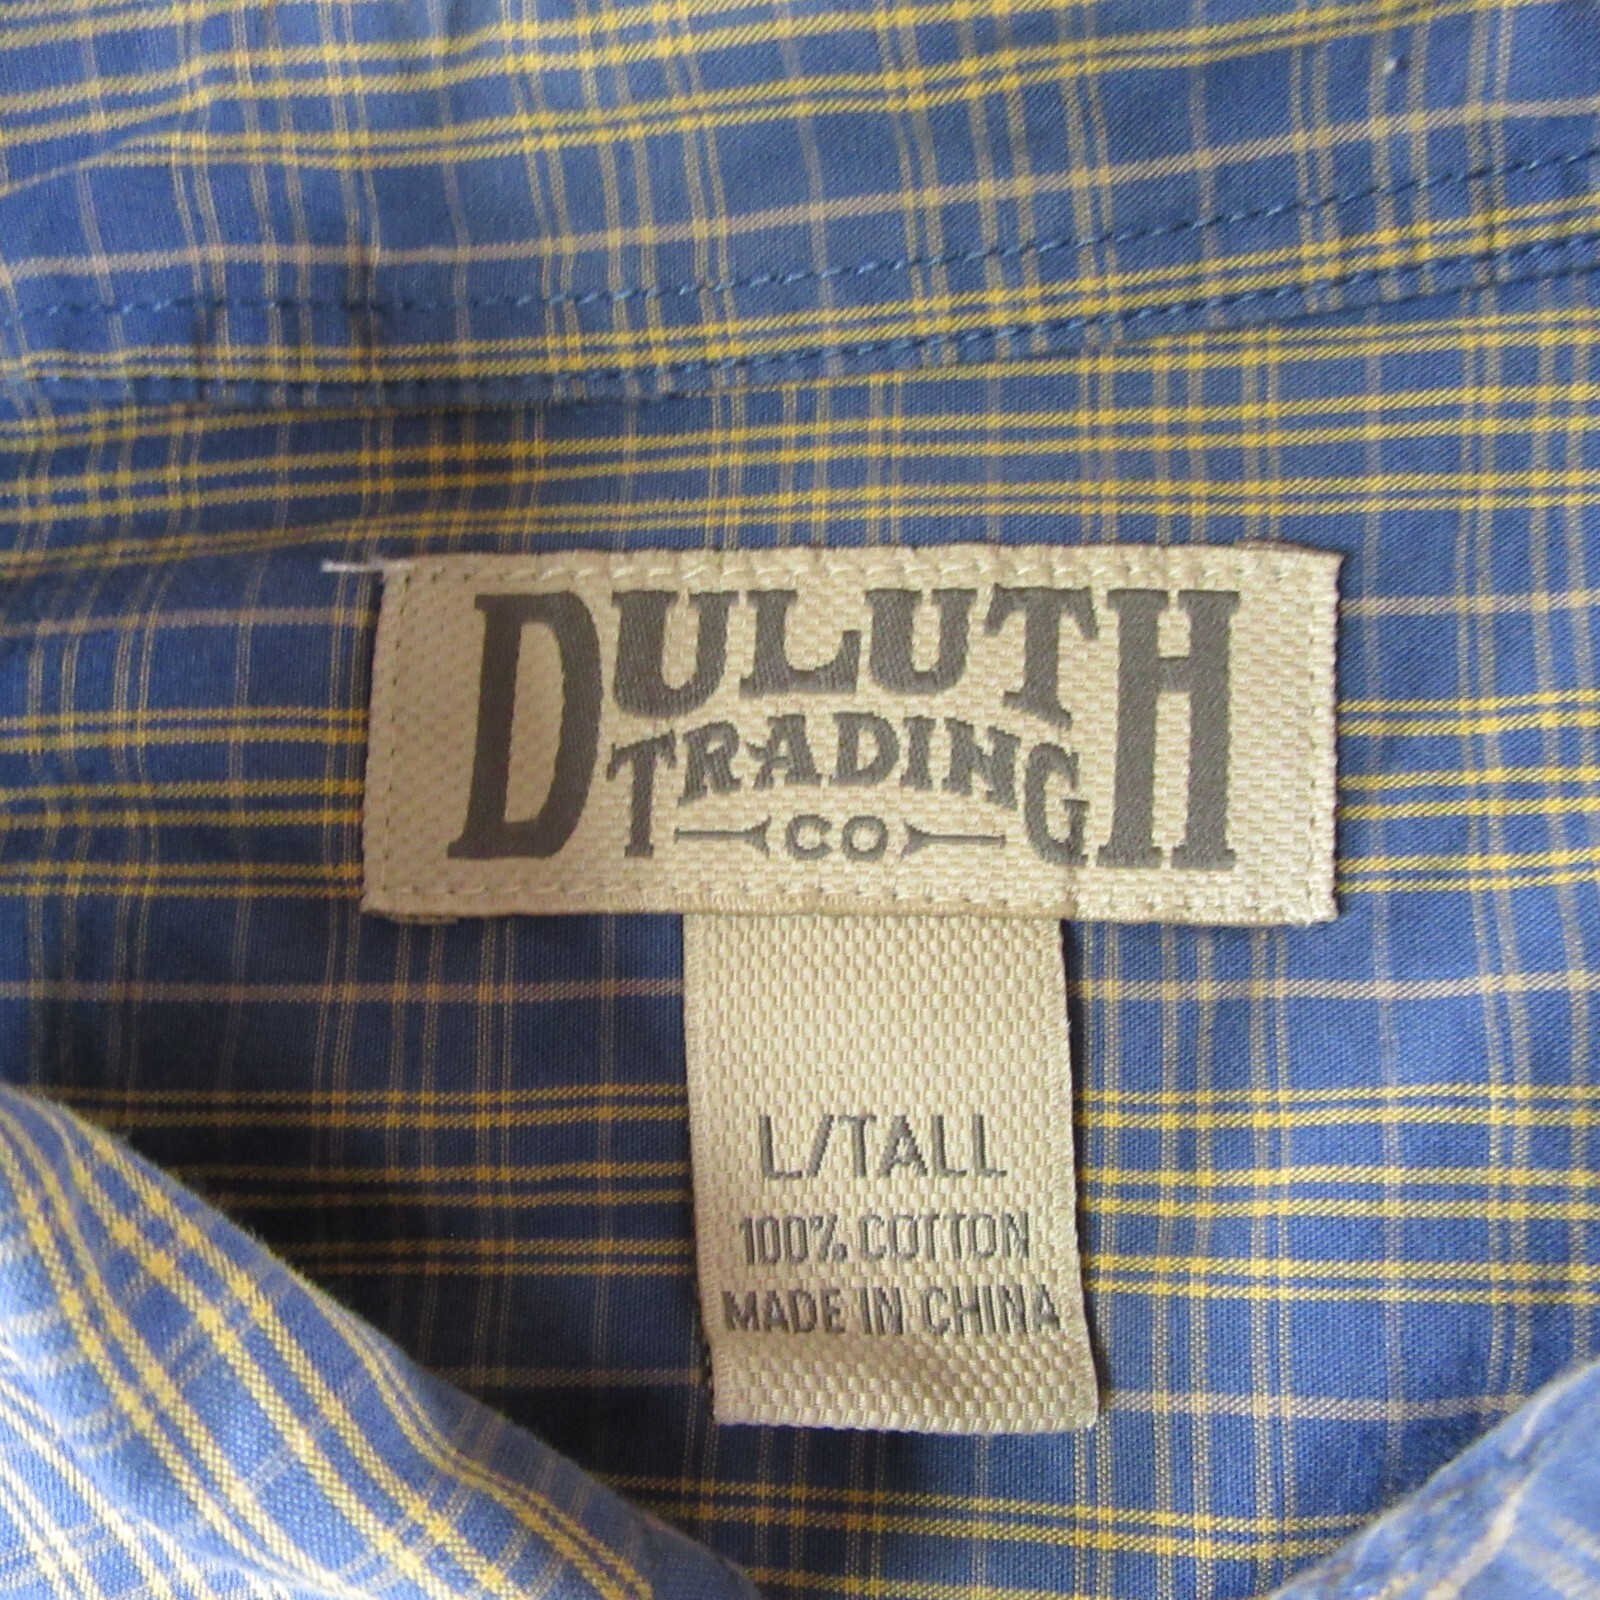 DULUTH
TRADING
CO
L/TALL
100% COTTON
MADE IN CHINA